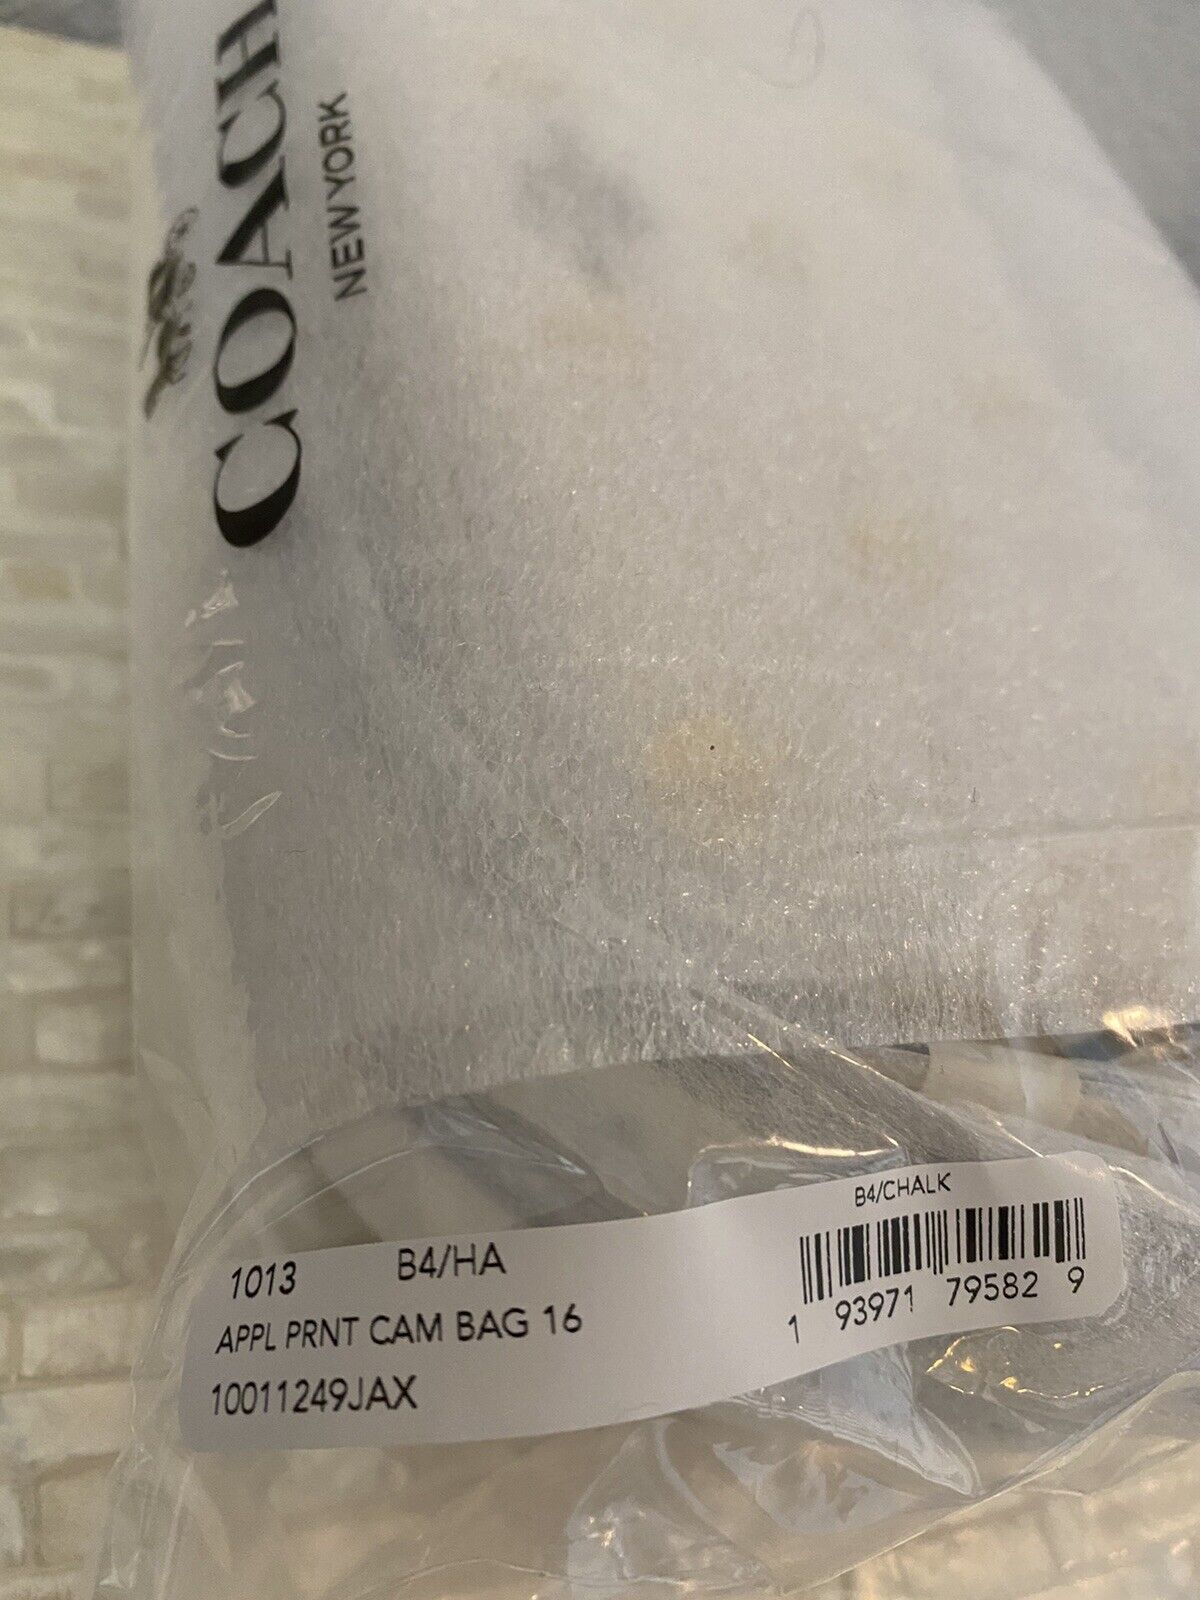 COACH
NEW YORK
B4/CHALK
1013 B4/HA
APPL PRNT CAM BAG 16
10011249JAX
1 93971 79582 9